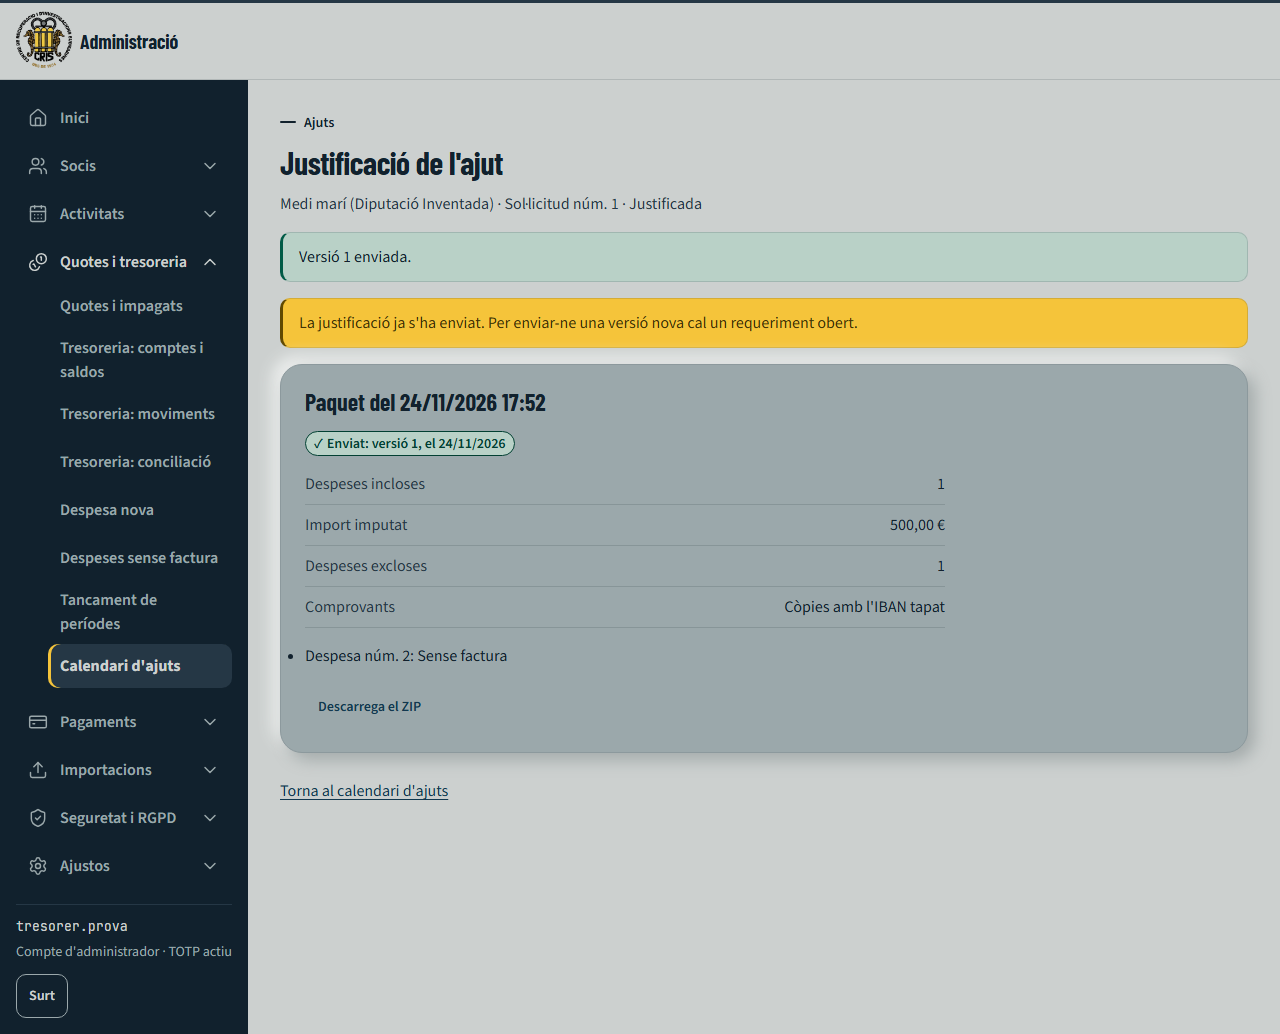 CRIS
Administració
Inici
Socis
Activitats
Quotes i tresoreria
Quotes i impagats
Tresoreria: comptes i
saldos
Tresoreria: moviments
Tresoreria: conciliació
Despesa nova
Despeses sense factura
Tancament de
períodes
Calendari d'ajuts
Pagaments
Importacions
Seguretat i RGPD
Ajustos
tresorer.prova
Compte d'administrador · TOTP actiu
Surt
Ajuts
Justificació de l'ajut
Medi marí (Diputació Inventada) · Sol·licitud núm. 1 · Justificada
Versió 1 enviada.
La justificació ja s'ha enviat. Per enviar-ne una versió nova cal un requeriment obert.
Paquet del 24/11/2026 17:52
✓ Enviat: versió 1, el 24/11/2026
Despeses incloses 1
Import imputat 500,00 €
Despeses excloses 1
Comprovants Còpies amb l'IBAN tapat
• Despesa núm. 2: Sense factura
Descarrega el ZIP
Torna al calendari d'ajuts